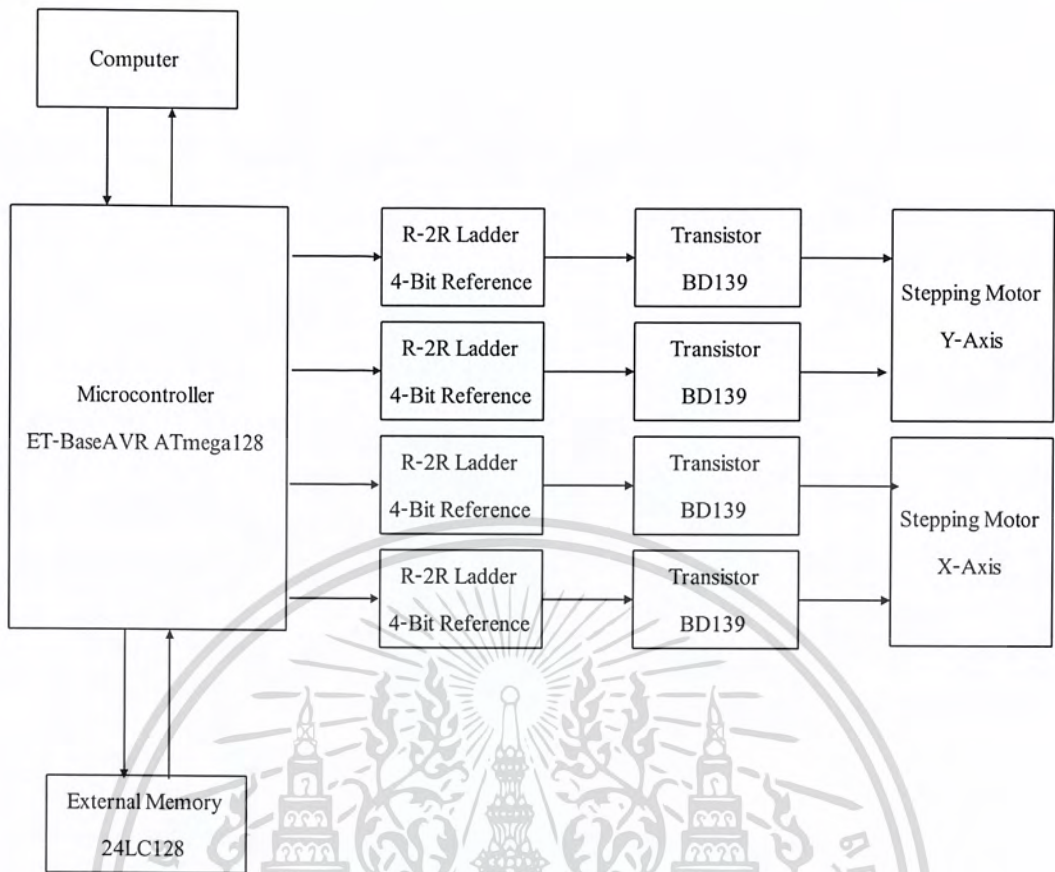 Computer
Microcontroller
ET-BaseAVR ATmega128
R-2R Ladder
4-Bit Reference
Transistor
BD139
Stepping Motor
Y-Axis
R-2R Ladder
4-Bit Reference
Transistor
BD139
R-2R Ladder
4-Bit Reference
Transistor
BD139
Stepping Motor
X-Axis
R-2R Ladder
4-Bit Reference
Transistor
BD139
External Memory
24LC128